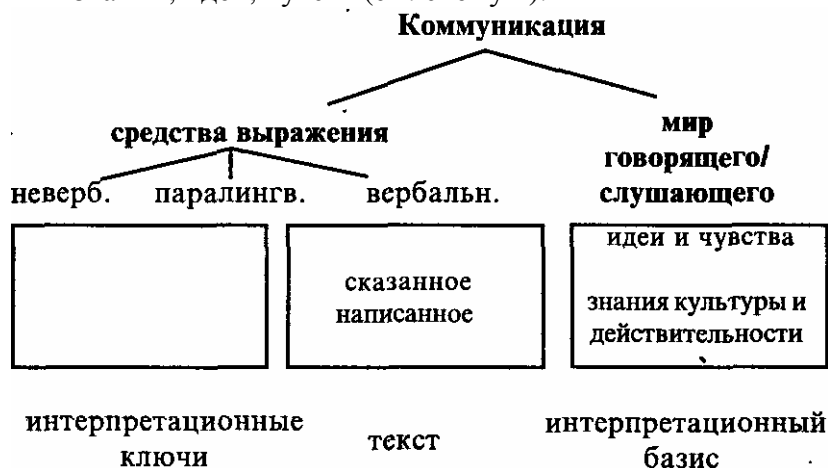 Коммуникация
средства выражения
мир
говорящего/
слушающего
неверб. паралингв. вербальн.
идеи и чувства
сказанное
написанное
знания культуры и
действительности
интерпретационные
ключи
текст
интерпретационный
базис